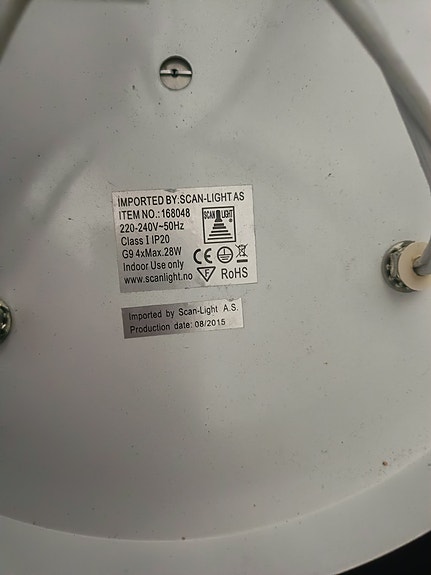 IMPORTED BY:SCAN-LIGHT AS
ITEM NO.:168048
SCAN LIGHT
220-240V~50Hz
Class I IP20
G9 4xMax.28W
CE
Indoor Use only
F
RoHS
www.scanlight.no
Imported by Scan-Light A.S.
Production date: 08/2015